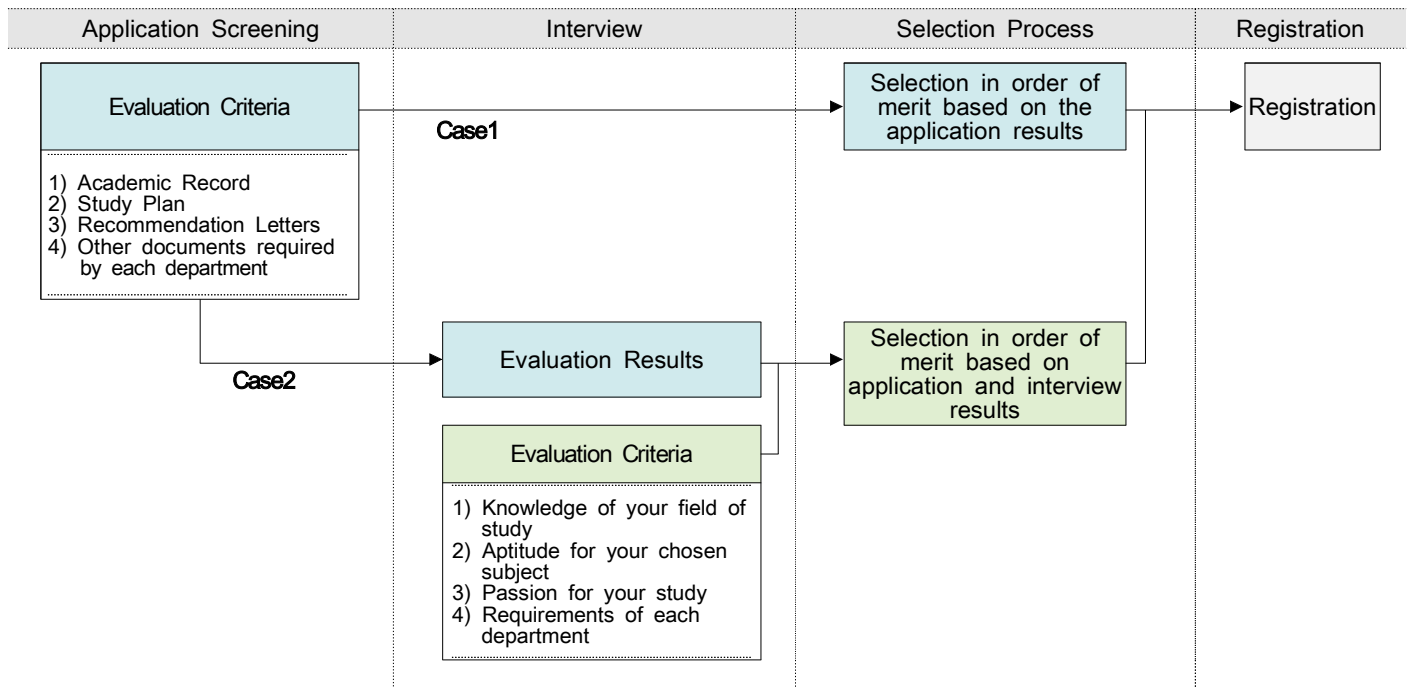 Application Screening
Interview
Selection Process
Registration
Evaluation Criteria
1) Academic Record
2) Study Plan
3) Recommendation Letters
4) Other documents required
by each department
Case1
Selection in order of
merit based on the
application results
Registration
Case2
Evaluation Results
Selection in order of
merit based on
application and interview
results
Evaluation Criteria
1) Knowledge of your field of
study
2) Aptitude for your chosen
subject
3) Passion for your study
4) Requirements of each
department